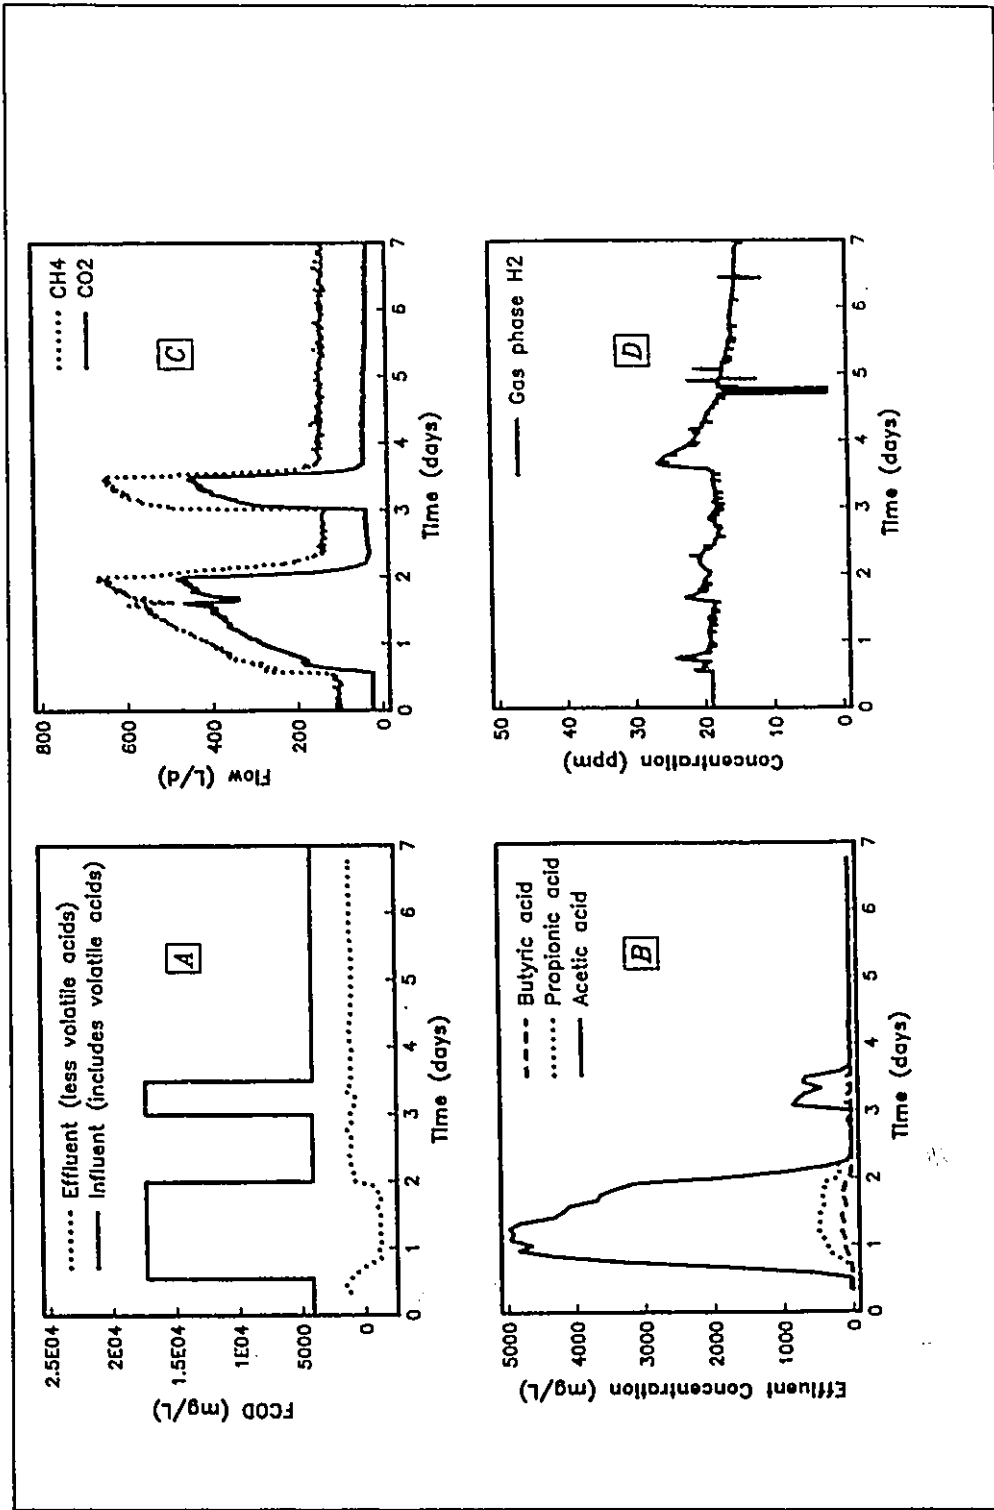 2.5E04
2E04
1.5E04
1E04
5000
0
FCOD (mg/L)
Effluent (less volatile acids)
Influent (includes volatile acids)
A
0 1 2 3 4 5 6 7
Time (days)
800
600
400
200
0
Flow (L/d)
CH4
CO2
C
0 1 2 3 4 5 6 7
Time (days)
5000
4000
3000
2000
1000
0
Effluent Concentration (mg/L)
Butyric acid
Propionic acid
Acetic acid
B
0 1 2 3 4 5 6 7
Time (days)
50
40
30
20
10
0
Concentration (ppm)
Gas phase H2
D
0 1 2 3 4 5 6 7
Time (days)